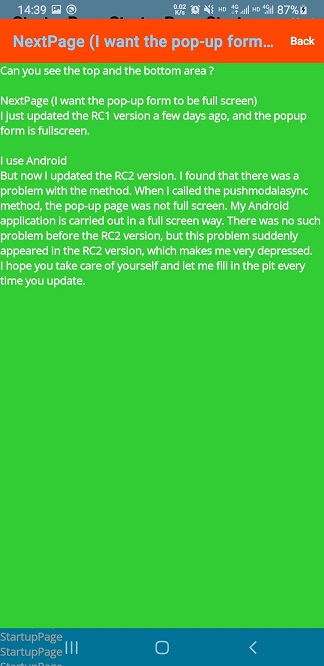 14:39 0.02 K/s HD 4G HD 4G 87%
NextPage (I want the pop-up form... Back
Can you see the top and the bottom area ?
NextPage (I want the pop-up form to be full screen)
I just updated the RC1 version a few days ago, and the popup
form is fullscreen.
I use Android
But now I updated the RC2 version. I found that there was a
problem with the method. When I called the pushmodalasync
method, the pop-up page was not full screen. My Android
application is carried out in a full screen way. There was no such
problem before the RC2 version, but this problem suddenly
appeared in the RC2 version, which makes me very depressed.
I hope you take care of yourself and let me fill in the pit every
time you update.
StartupPage
StartupPage